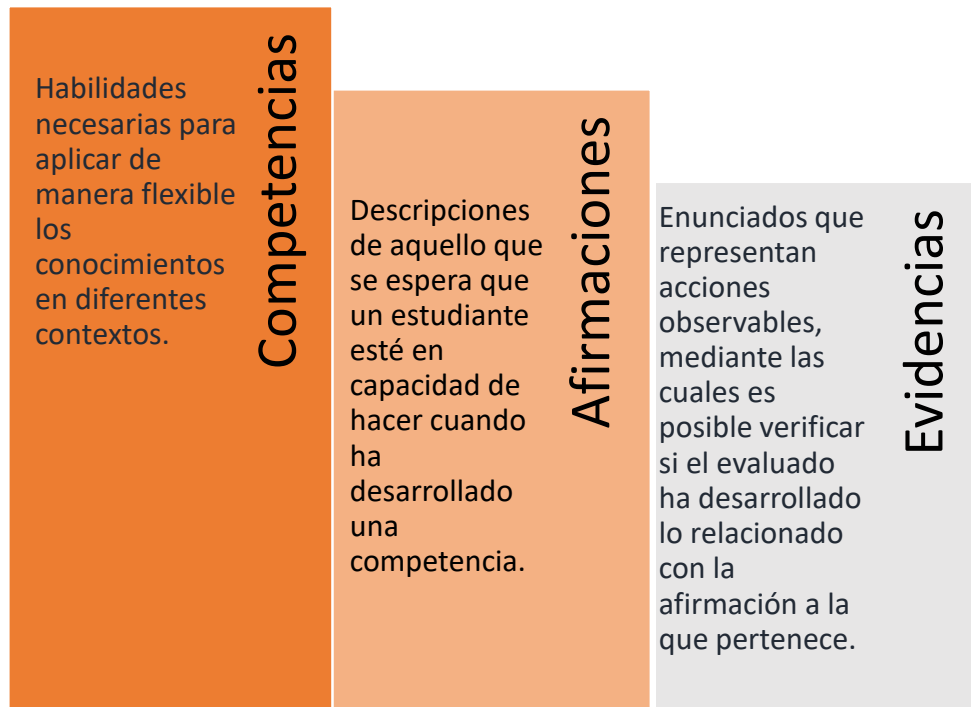 Competencias
Habilidades
necesarias para
aplicar de
manera flexible
los
conocimientos
en diferentes
contextos.
Afirmaciones
Descripciones
de aquello que
se espera que
un estudiante
esté en
capacidad de
hacer cuando
ha
desarrollado
una
competencia.
Evidencias
Enunciados que
representan
acciones
observables,
mediante las
cuales es
posible verificar
si el evaluado
ha desarrollado
lo relacionado
con la
afirmación a la
que pertenece.